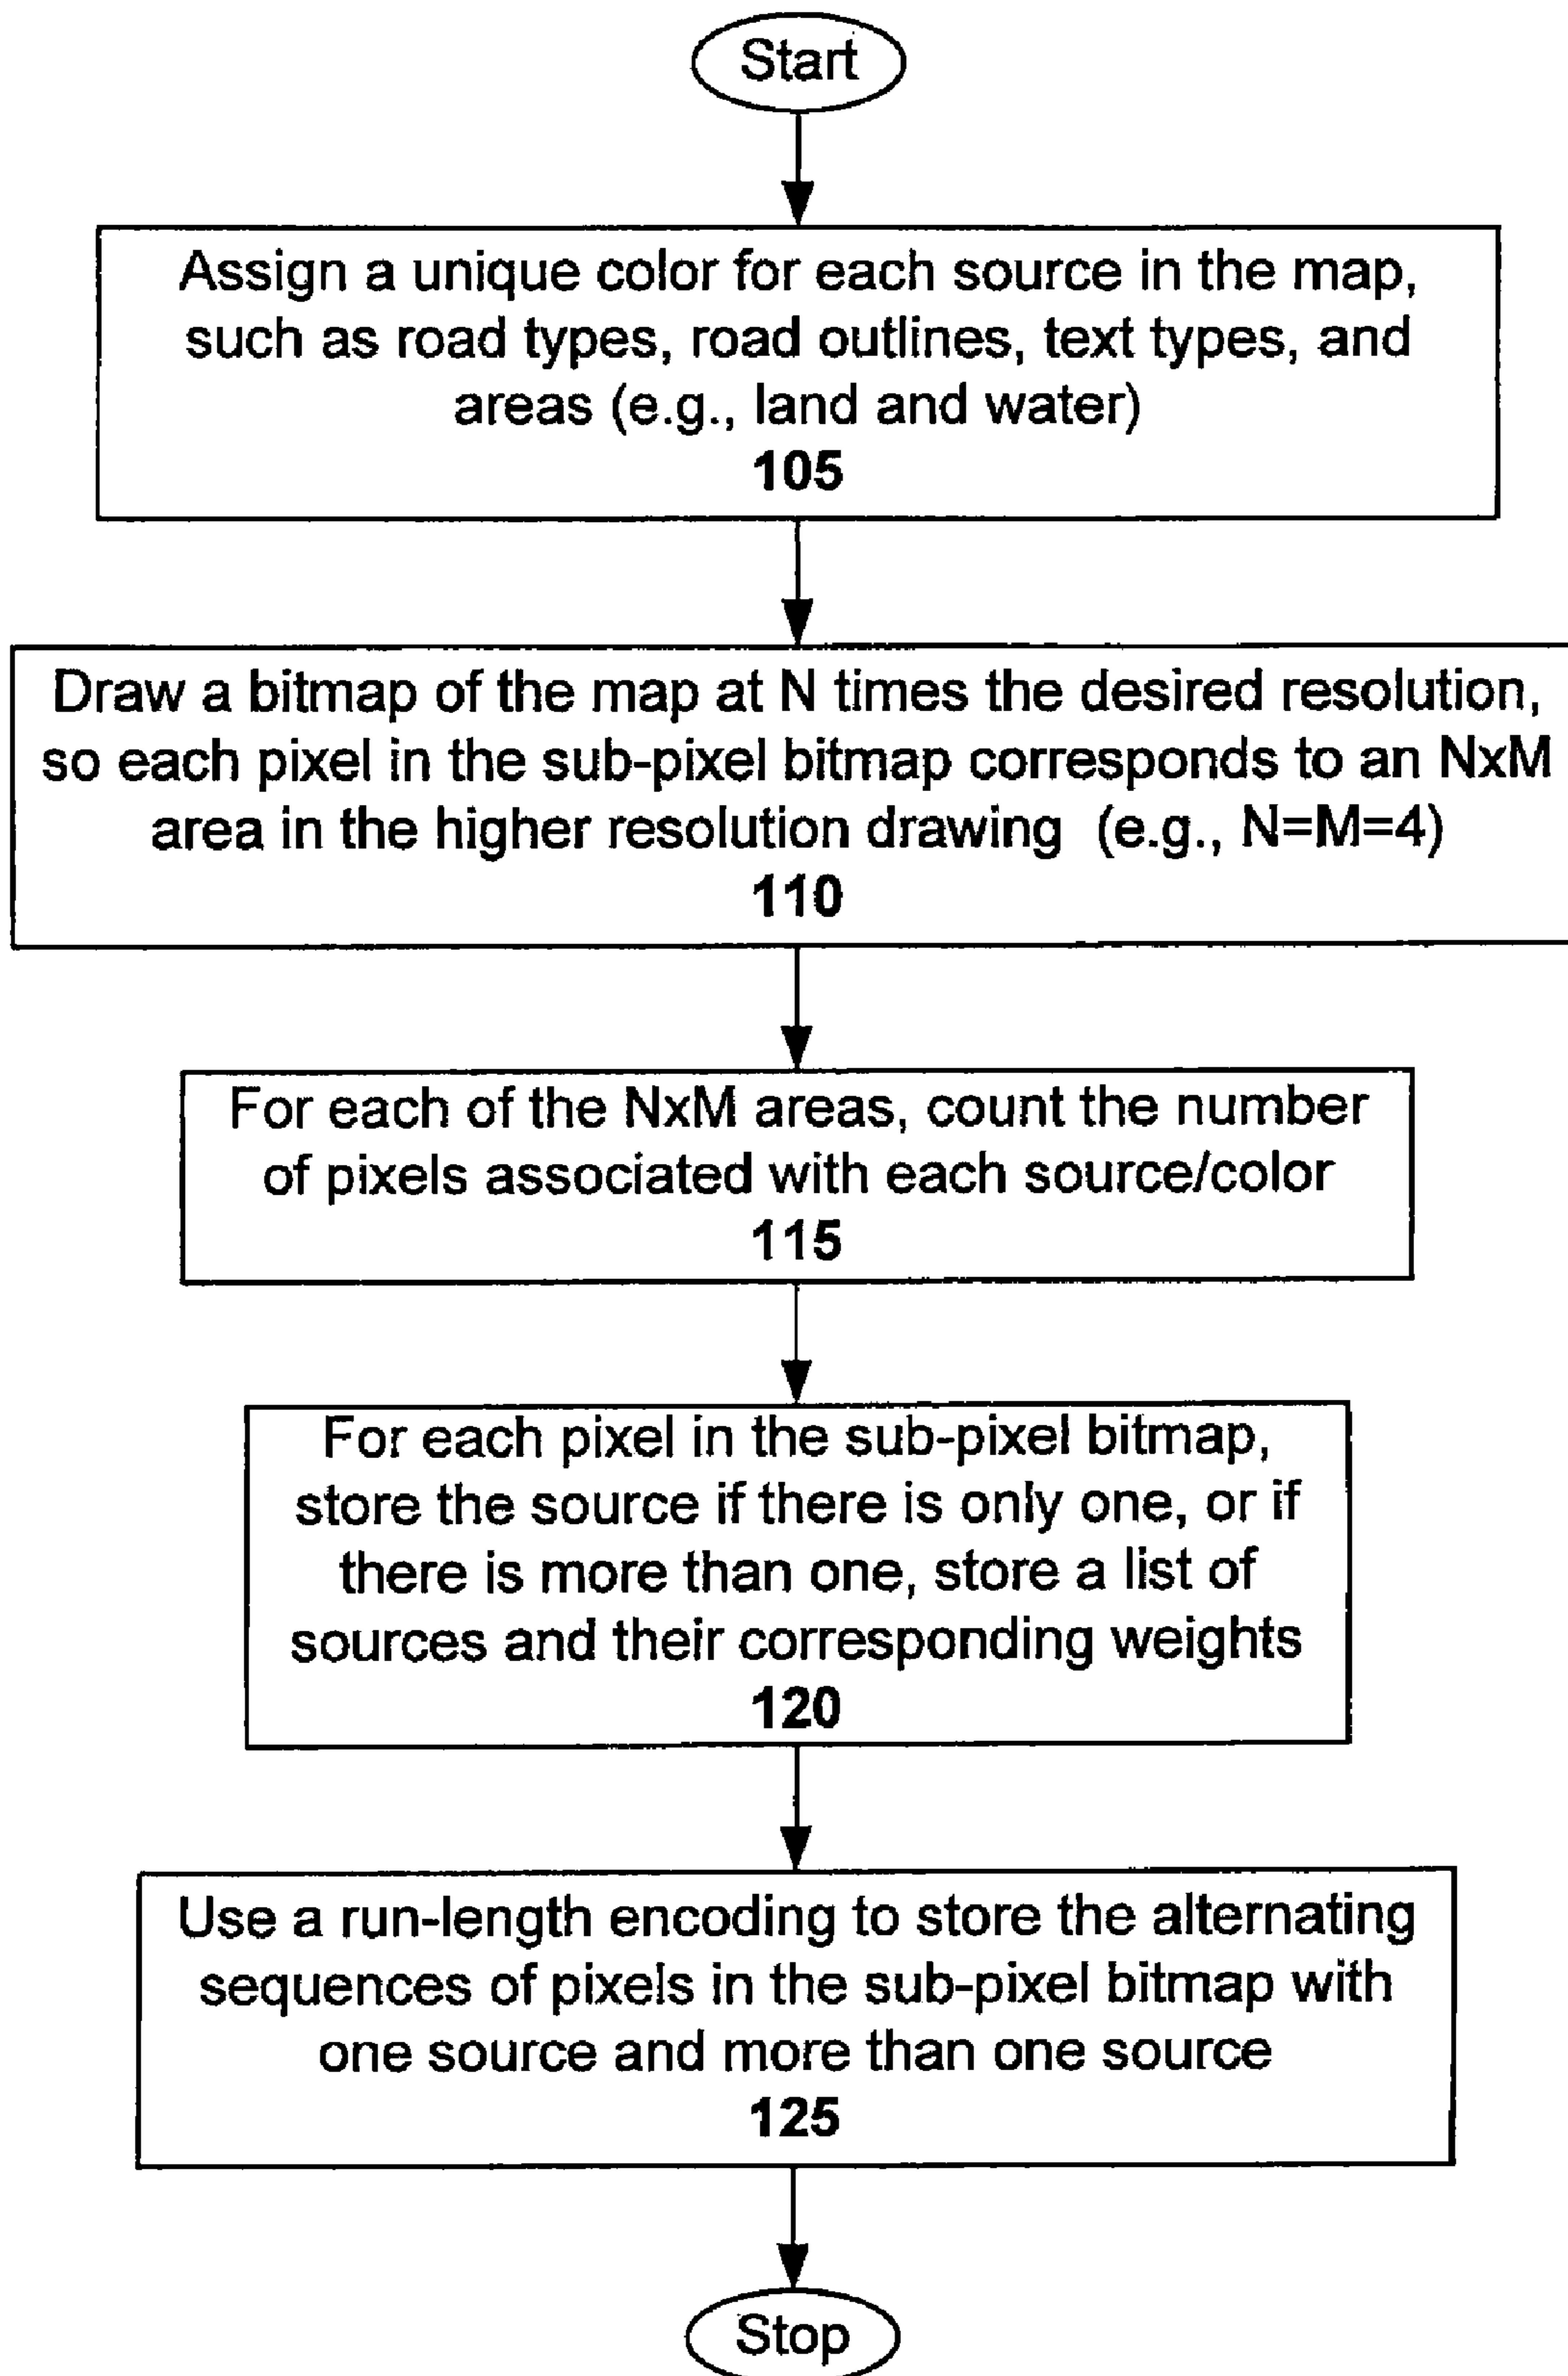 Start
Assign a unique color for each source in the map,
such as road types, road outlines, text types, and
areas (e.g., land and water)
105
Draw a bitmap of the map at N times the desired resolution,
so each pixel in the sub-pixel bitmap corresponds to an NxM
area in the higher resolution drawing (e.g., N=M=4)
110
For each of the NxM areas, count the number
of pixels associated with each source/color
115
For each pixel in the sub-pixel bitmap,
store the source if there is only one, or if
there is more than one, store a list of
sources and their corresponding weights
120
Use a run-length encoding to store the alternating
sequences of pixels in the sub-pixel bitmap with
one source and more than one source
125
Stop